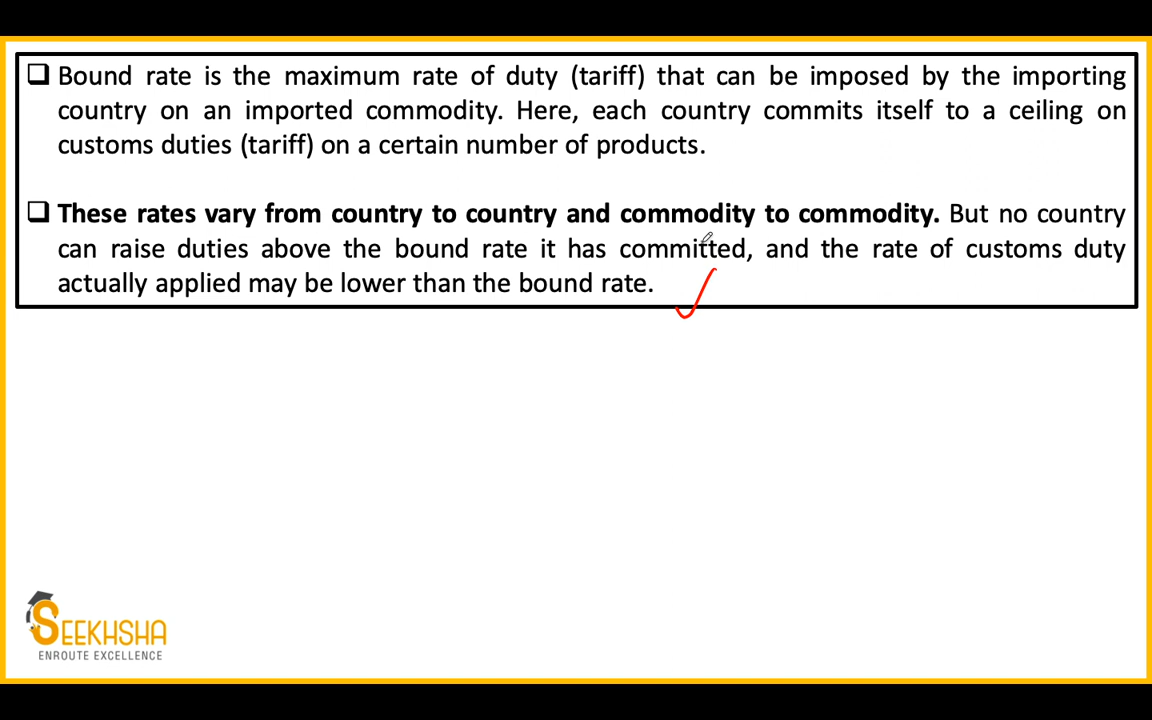 ❑ Bound rate is the maximum rate of duty (tariff) that can be imposed by the importing
country on an imported commodity. Here, each country commits itself to a ceiling on
customs duties (tariff) on a certain number of products.
❑ These rates vary from country to country and commodity to commodity. But no country
can raise duties above the bound rate it has committed, and the rate of customs duty
actually applied may be lower than the bound rate.
SEEKHSHA
ENROUTE EXCELLENCE